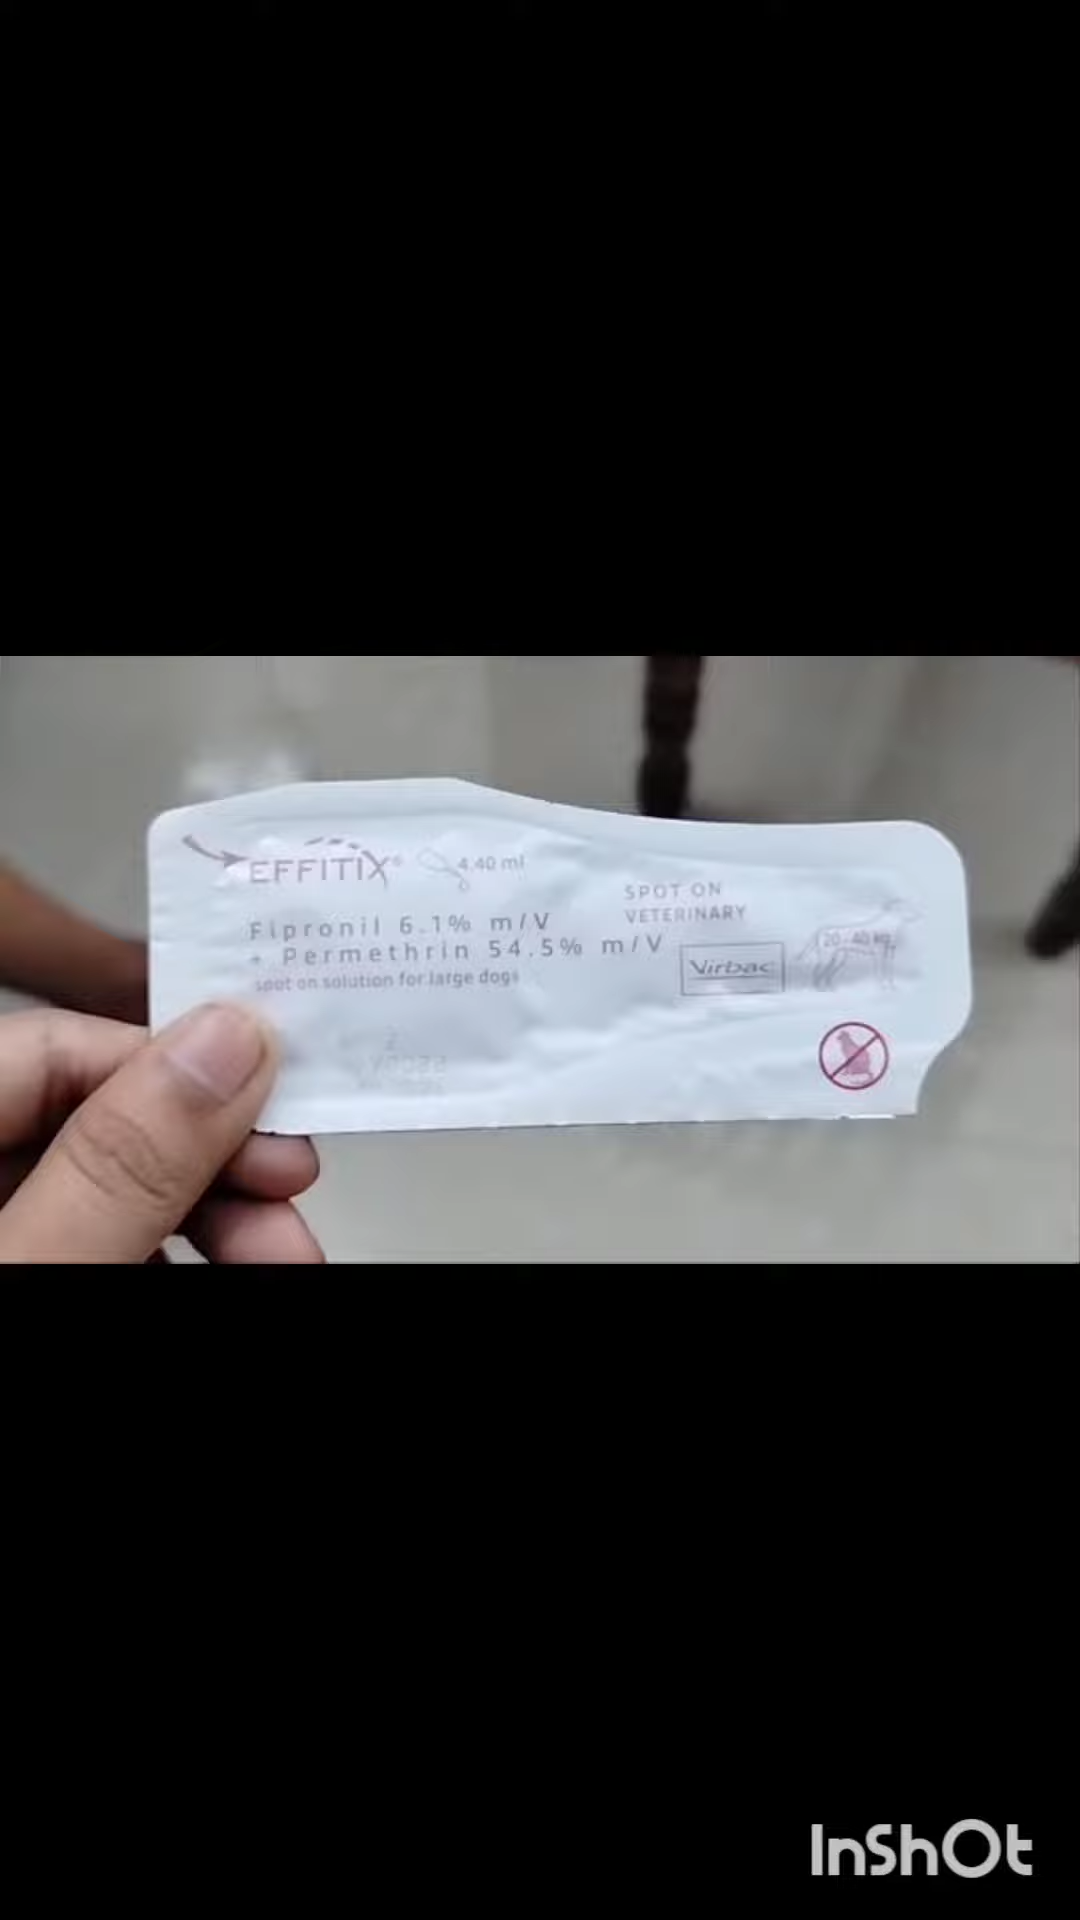 EFFITIX® 4.40 ml
Fipronil 6.1% m/V
+ Permethrin 54.5% m/V
spot on solution for large dogs
SPOT ON
VETERINARY
Virbac
20 - 40 kg
InShOt